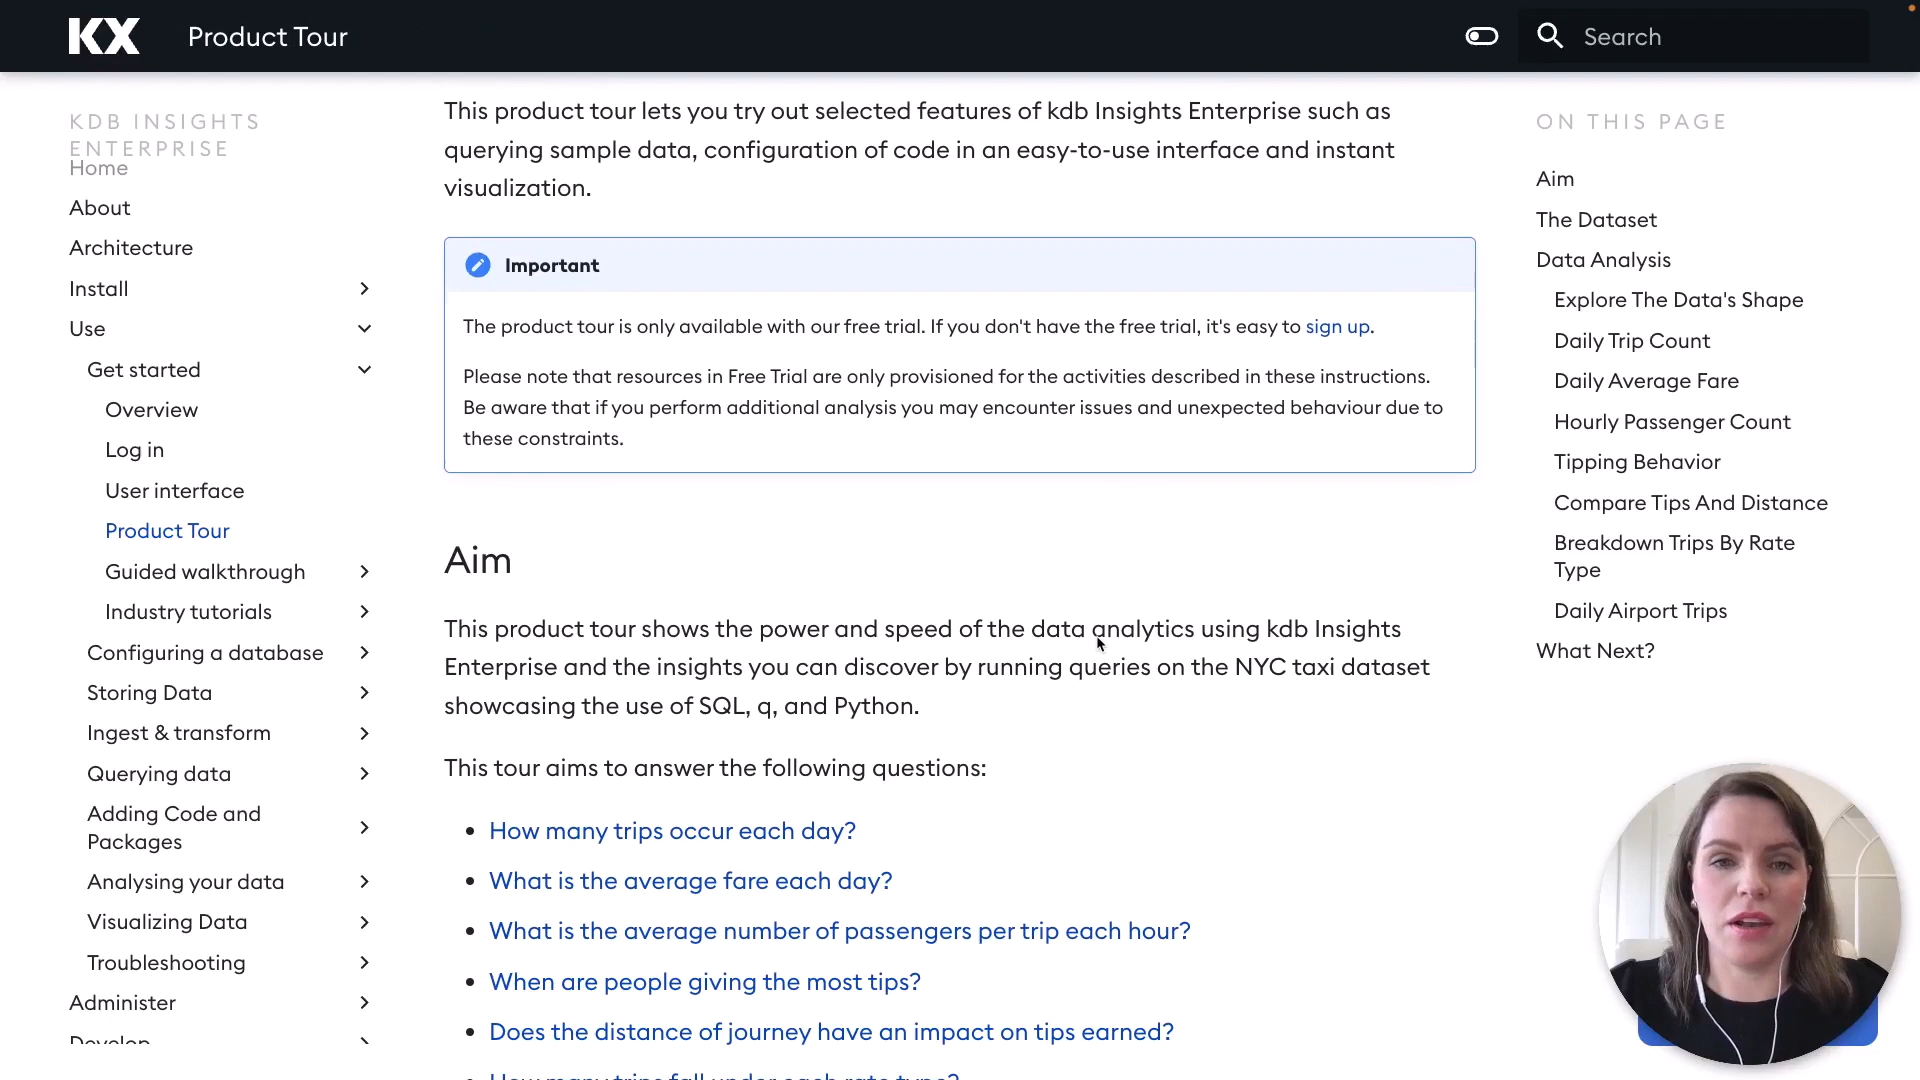 KX
Product Tour
Search
KDB INSIGHTS
ENTERPRISE
Home
About
Architecture
Install
Use
Get started
Overview
Log in
User interface
Product Tour
Guided walkthrough
Industry tutorials
Configuring a database
Storing Data
Ingest & transform
Querying data
Adding Code and
Packages
Analysing your data
Visualizing Data
Troubleshooting
Administer
Develop
This product tour lets you try out selected features of kdb Insights Enterprise such as
querying sample data, configuration of code in an easy-to-use interface and instant
visualization.
Important
The product tour is only available with our free trial. If you don't have the free trial, it's easy to sign up.
Please note that resources in Free Trial are only provisioned for the activities described in these instructions.
Be aware that if you perform additional analysis you may encounter issues and unexpected behaviour due to
these constraints.
Aim
This product tour shows the power and speed of the data analytics using kdb Insights
Enterprise and the insights you can discover by running queries on the NYC taxi dataset
showcasing the use of SQL, q, and Python.
This tour aims to answer the following questions:
• How many trips occur each day?
• What is the average fare each day?
• What is the average number of passengers per trip each hour?
• When are people giving the most tips?
• Does the distance of journey have an impact on tips earned?
• How many trips fall under each rate type?
ON THIS PAGE
Aim
The Dataset
Data Analysis
Explore The Data's Shape
Daily Trip Count
Daily Average Fare
Hourly Passenger Count
Tipping Behavior
Compare Tips And Distance
Breakdown Trips By Rate
Type
Daily Airport Trips
What Next?